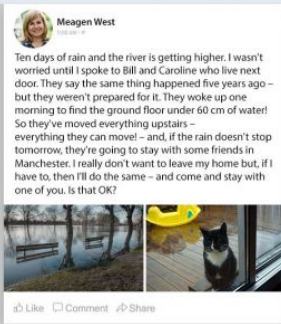 Meagen West
Ten days of rain and the river is getting higher. I wasn't
worried until I spoke to Bill and Caroline who live next
door. They say the same thing happened five years ago –
but they weren't prepared for it. They woke up one
morning to find the ground floor under 60 cm of water!
So they've moved everything upstairs –
everything they can move! – and, if the rain doesn't stop
tomorrow, they're going to stay with some friends in
Manchester. I really don't want to leave my home but, if I
have to, then I'll do the same – and come and stay with
one of you. Is that OK?
Like Comment Share